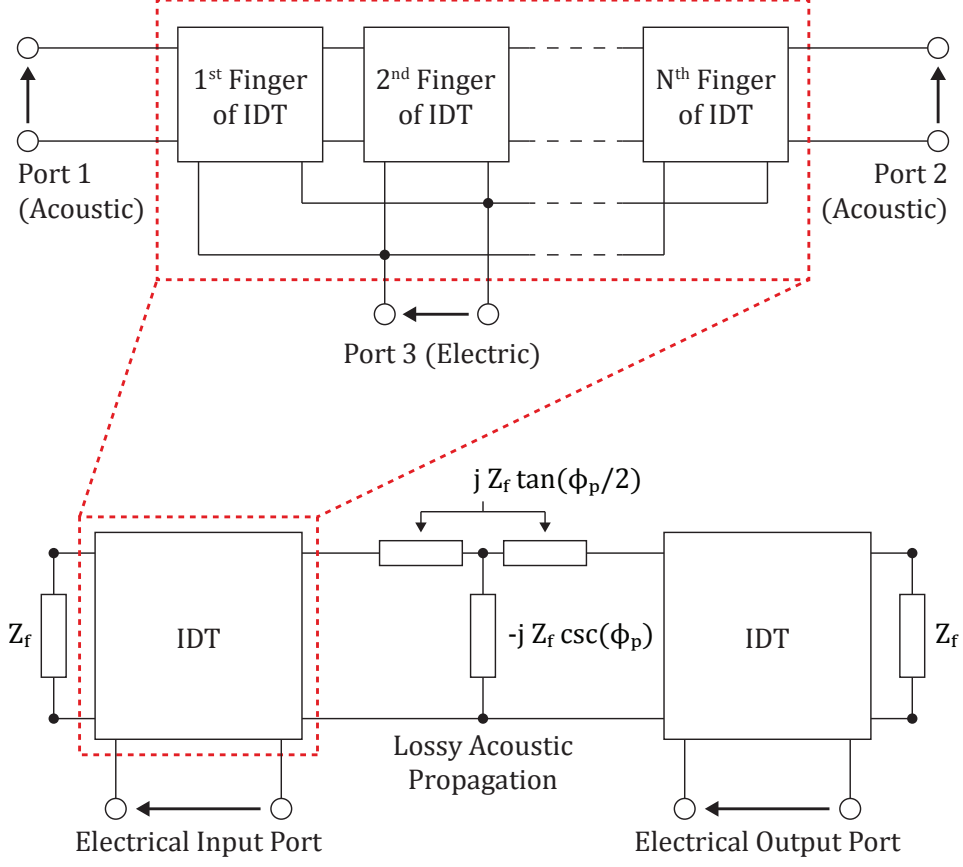 1st Finger
of IDT
2nd Finger
of IDT
Nth Finger
of IDT
Port 1
(Acoustic)
Port 2
(Acoustic)
Port 3 (Electric)
j Zf tan(ϕp/2)
Zf
IDT
-j Zf csc(ϕp)
IDT
Zf
Lossy Acoustic
Propagation
Electrical Input Port
Electrical Output Port